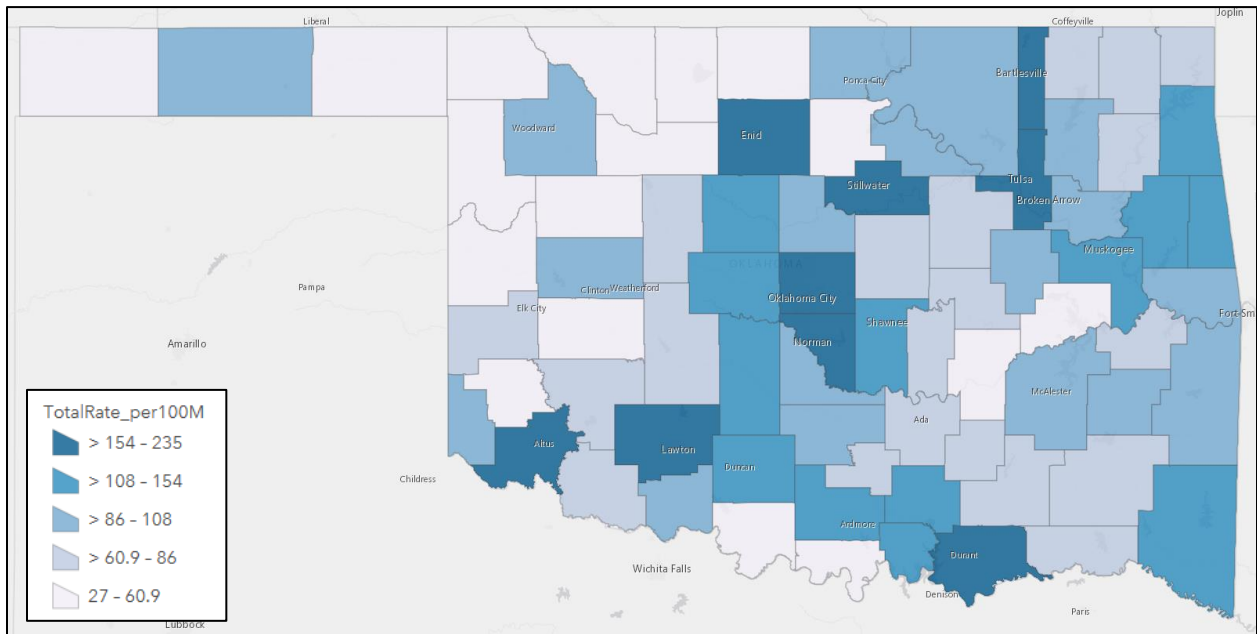 Liberal
Coffeyville
Joplin
Bartlesville
Ponca City
Woodward
Enid
Stillwater
Tulsa
Broken Arrow
Muskogee
OKLAHOMA
Clinton
Weatherford
Pampa
Oklahoma City
Elk City
Shawnee
Fort-Sm
Norman
Amarillo
McAlester
Ada
Altus
Lawton
Duncan
Childress
Ardmore
Durant
Wichita Falls
Denison
Paris
Lubbock
TotalRate_per100M
> 154 - 235
> 108 - 154
> 86 - 108
> 60.9 - 86
27 - 60.9